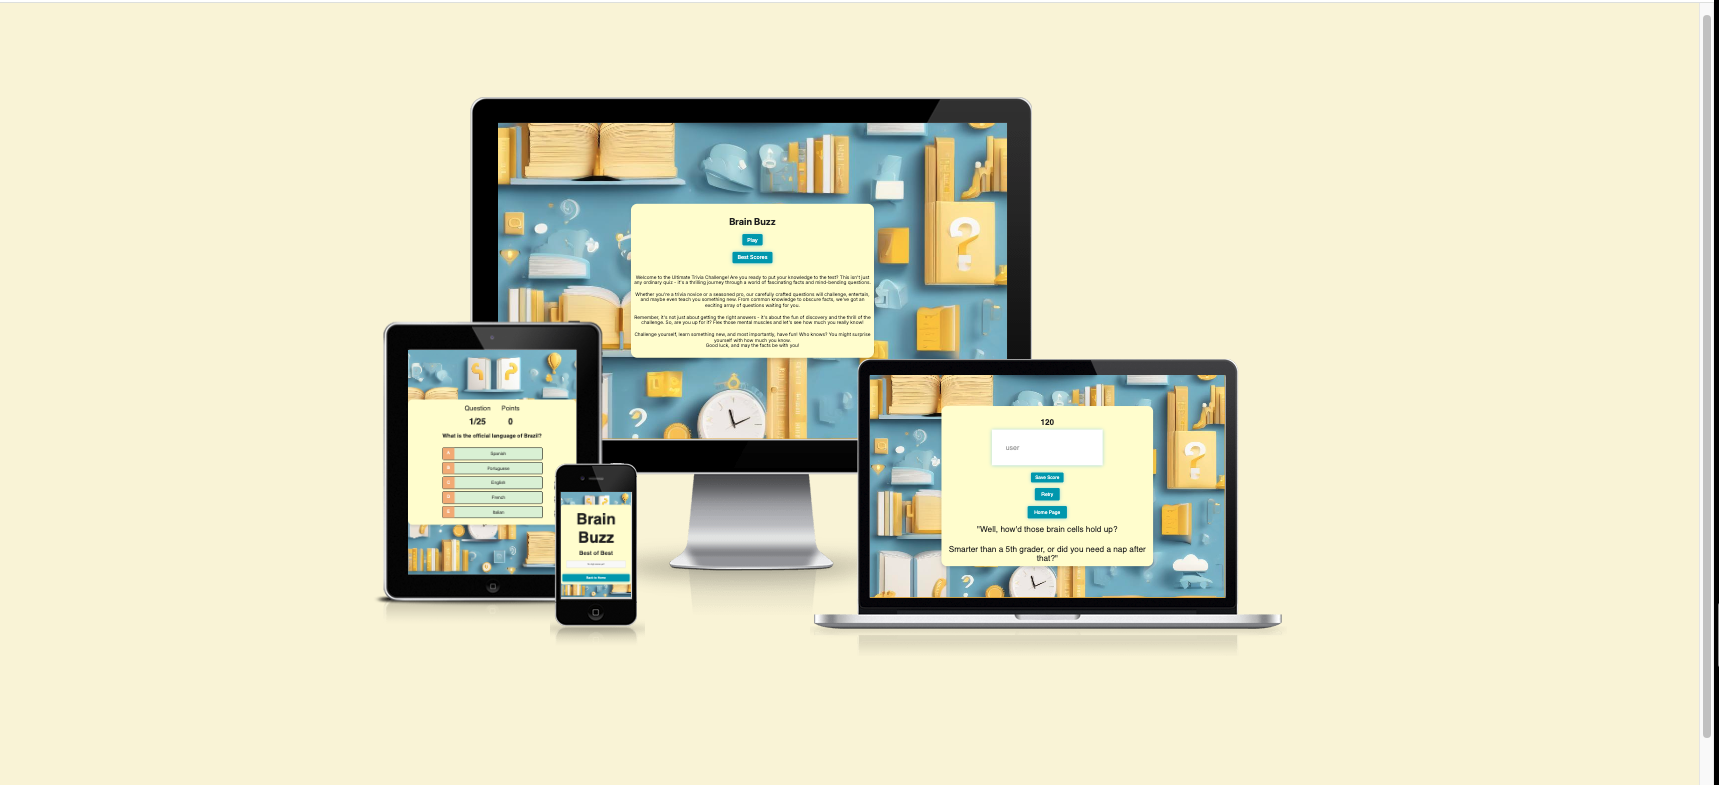 Brain Buzz
Play
Best Scores
Welcome to the Ultimate Trivia Challenge! Are you ready to put your knowledge to the test? This isn't just
any ordinary quiz - it's a thrilling journey through a world of fascinating facts and mind-bending questions.
Whether you're a trivia novice or a seasoned pro, our carefully crafted questions will challenge, entertain,
and maybe even teach you something new. From common knowledge to obscure facts, we've got an
exciting array of questions waiting for you.
Remember, it's not just about getting the right answers - it's about the fun of discovery and the thrill of the
challenge. So, are you up for it? Flex those mental muscles and let's see how much you really know!
Challenge yourself, learn something new, and most importantly, have fun! Who knows? You might surprise
yourself with how much you know.
Good luck, and may the facts be with you!
?
Question Points
1/25 0
What is the official language of Brazil?
Spanish
Portuguese
English
French
Italian
Brain
Buzz
Best of Best
Back to Home
120
user
Save Score
Retry
Home Page
"Well, how'd those brain cells hold up?
Smarter than a 5th grader, or did you need a nap after
that?"
?